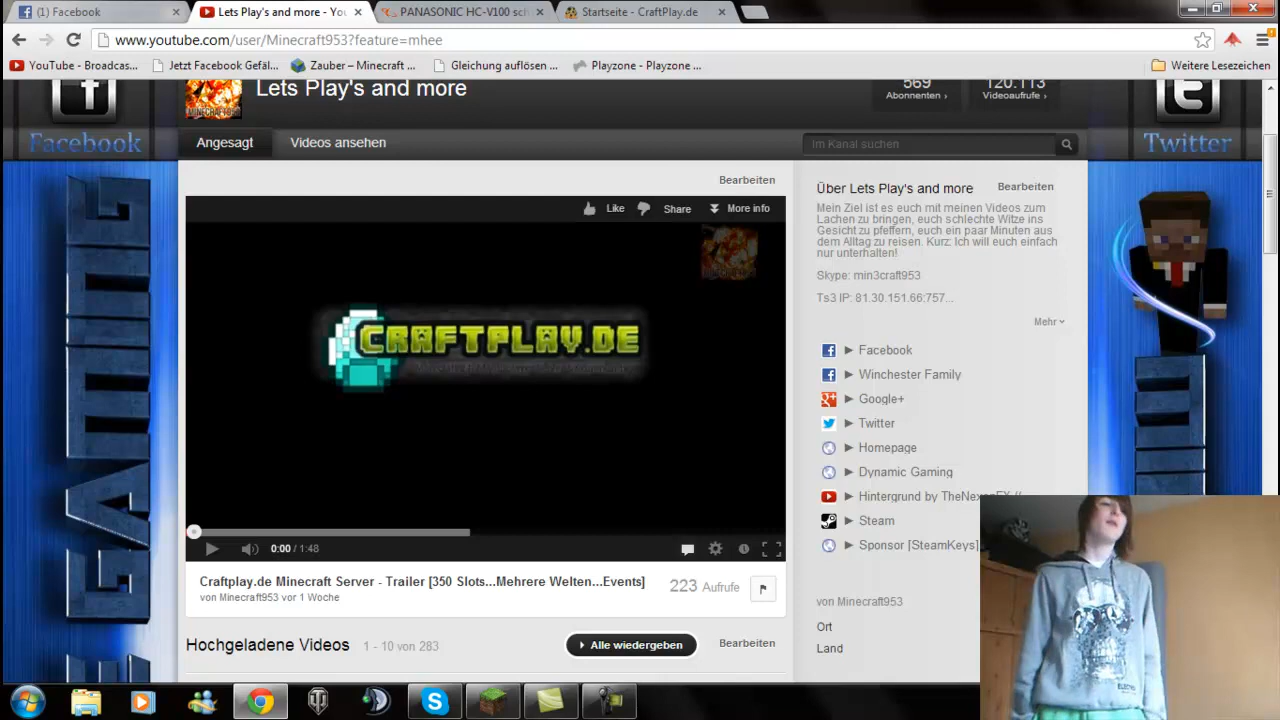 (1) Facebook
Lets Play's and more - You
PANASONIC HC-V100 sch
Startseite - CraftPlay.de
www.youtube.com/user/Minecraft953?feature=mhee
YouTube - Broadcas...
Jetzt Facebook Gefäl...
Zauber – Minecraft ...
Gleichung auflösen ...
Playzone - Playzone ...
Weitere Lesezeichen
Facebook
Lets Play's and more
569
Abonnenten ›
120.113
Videoaufrufe ›
Twitter
Angesagt
Videos ansehen
Im Kanal suchen
Bearbeiten
Like
Share
More info
CRAFTPLAY.DE
0:00 / 1:48
Craftplay.de Minecraft Server - Trailer [350 Slots...Mehrere Welten...Events]
von Minecraft953 vor 1 Woche
223 Aufrufe
Hochgeladene Videos
1 - 10 von 283
Alle wiedergeben
Bearbeiten
Über Lets Play's and more
Bearbeiten
Mein Ziel ist es euch mit meinen Videos zum
Lachen zu bringen, euch schlechte Witze ins
Gesicht zu pfeffern, euch ein paar Minuten aus
dem Alltag zu reisen. Kurz: Ich will euch einfach
nur unterhalten!
Skype: min3craft953
Ts3 IP: 81.30.151.66:757...
Mehr
Facebook
Winchester Family
Google+
Twitter
Homepage
Dynamic Gaming
Hintergrund by
Steam
Sponsor [SteamKeys]
von Minecraft953
Ort
Land
GAMING